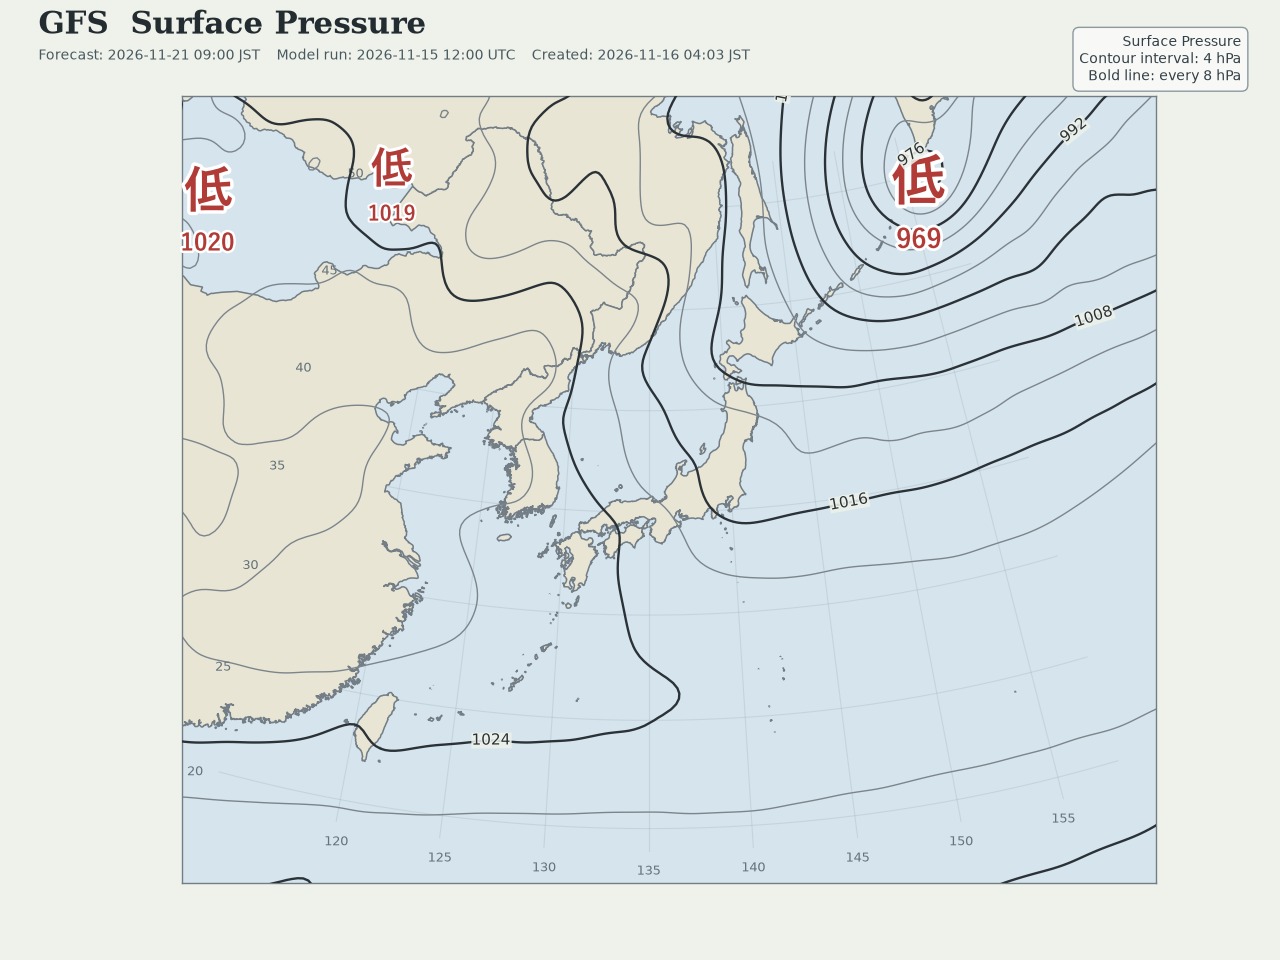 GFS  Surface Pressure
Forecast: 2026-11-21 09:00 JST    Model run: 2026-11-15 12:00 UTC    Created: 2026-11-16 04:03 JST
Surface Pressure
Contour interval: 4 hPa
Bold line: every 8 hPa
992
976
低
969
低
1019
低
1020
50
45
1008
40
35
1016
30
25
1024
20
120
125
130
135
140
145
150
155